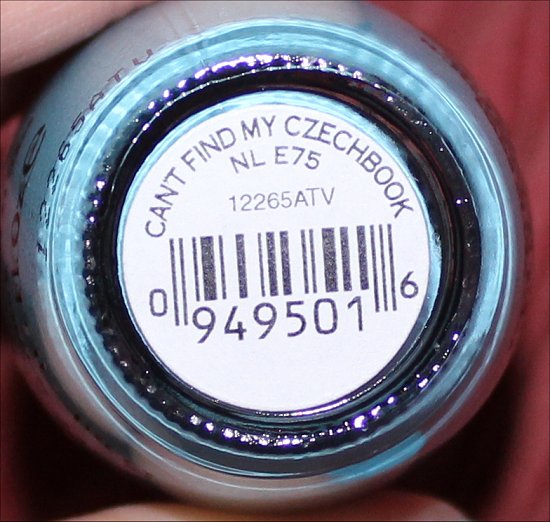 CAN'T FIND MY CZECHBOOK
NL E75
12265ATV
0 949501 6